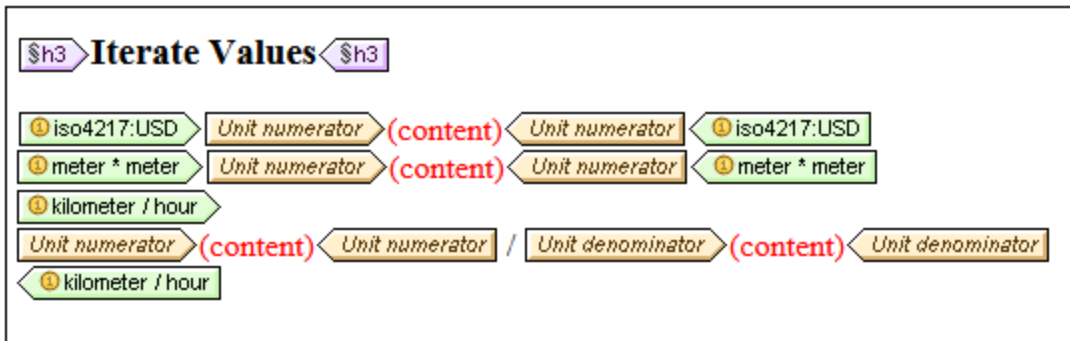 §h3 Iterate Values §h3
iso4217:USD Unit numerator (content) Unit numerator iso4217:USD
meter * meter Unit numerator (content) Unit numerator meter * meter
kilometer / hour
Unit numerator (content) Unit numerator / Unit denominator (content) Unit denominator
kilometer / hour